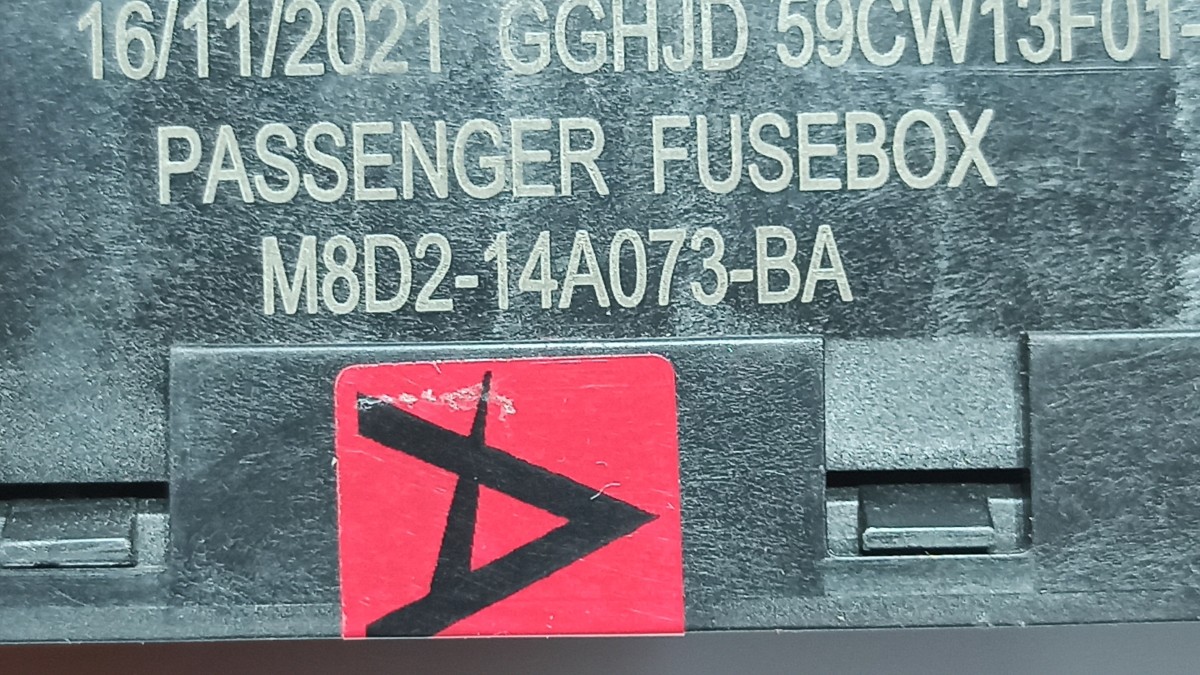 16/11/2021 GGHJD 59CW13F01-
PASSENGER FUSEBOX
M8D2-14A073-BA
A